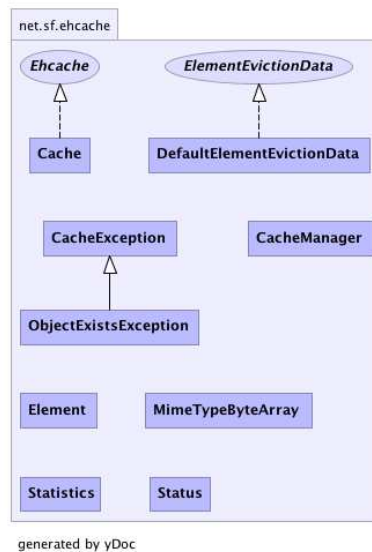 net.sf.ehcache
Ehcache ElementEvictionData
Cache DefaultElementEvictionData
CacheException CacheManager
ObjectExistsException
Element MimeTypeByteArray
Statistics Status
generated by yDoc